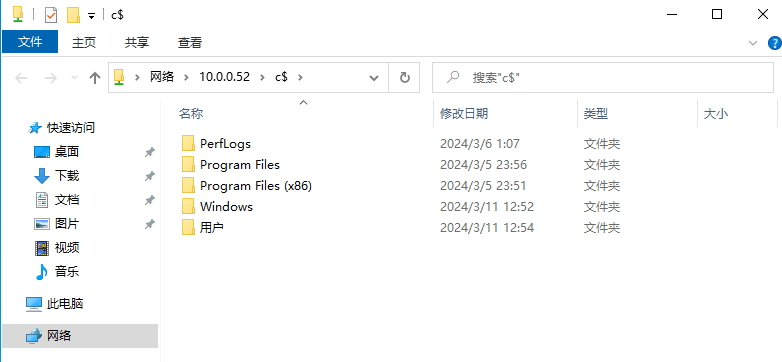 c$
文件 主页 共享 查看
网络 10.0.0.52 c$ 搜索"c$"
名称 修改日期 类型 大小
快速访问
桌面
下载
文档
图片
视频
音乐
此电脑
网络
PerfLogs 2024/3/6 1:07 文件夹
Program Files 2024/3/5 23:56 文件夹
Program Files (x86) 2024/3/5 23:51 文件夹
Windows 2024/3/11 12:52 文件夹
用户 2024/3/11 12:54 文件夹